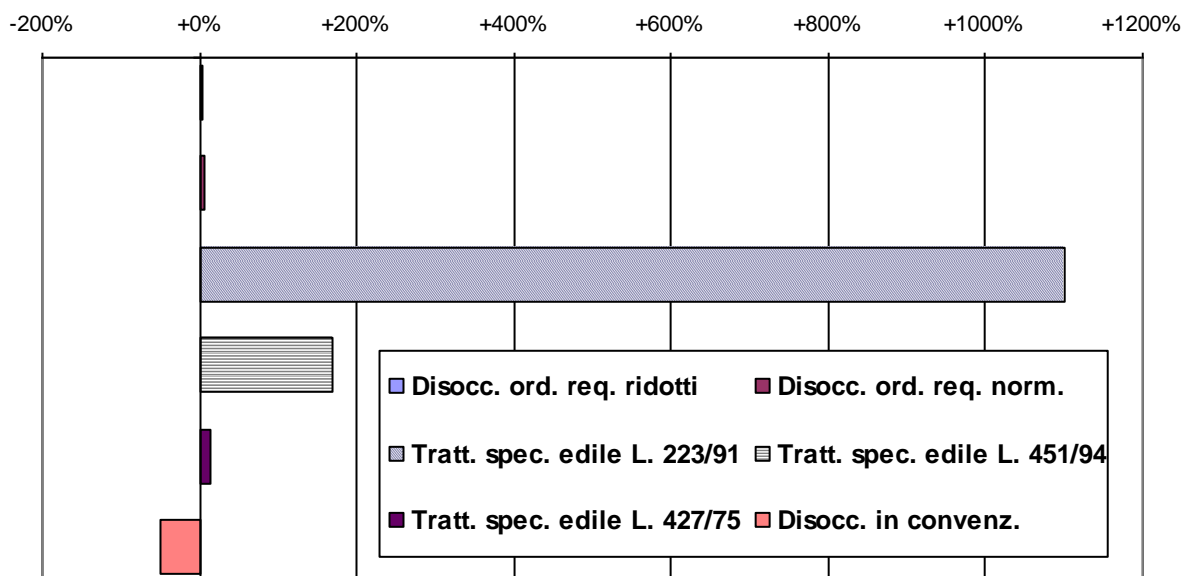 -200% +0% +200% +400% +600% +800% +1000% +1200%
Disocc. ord. req. ridotti Disocc. ord. req. norm.
Tratt. spec. edile L. 223/91 Tratt. spec. edile L. 451/94
Tratt. spec. edile L. 427/75 Disocc. in convenz.